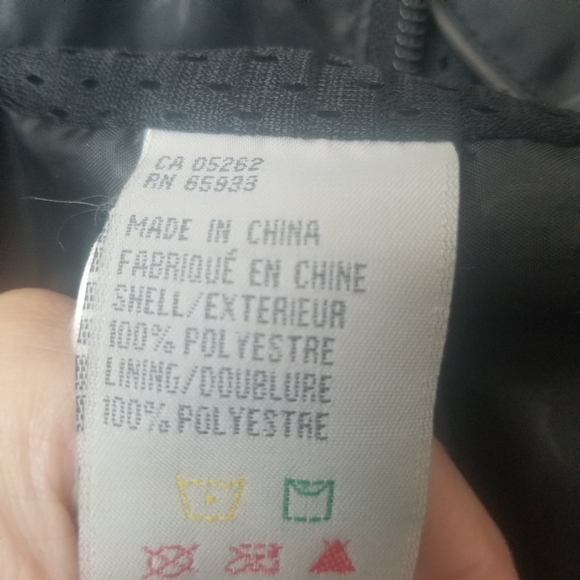 CA 05262
RN 65933
MADE IN CHINA
FABRIQUÉ EN CHINE
SHELL/EXTERIEUR
100% POLYESTRE
LINING/DOUBLURE
100% POLYESTRE